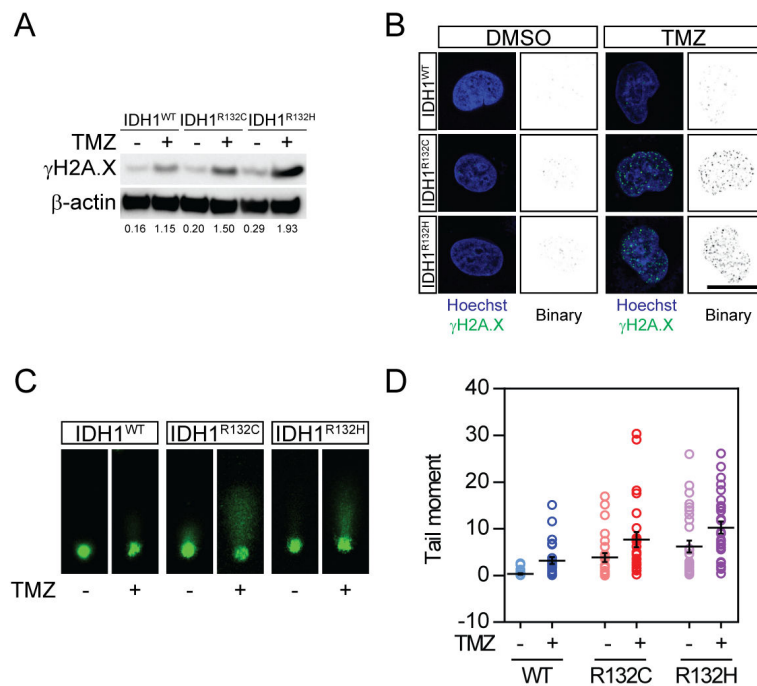 A
IDH1WT IDH1R132C IDH1R132H
TMZ - + - + - +
γH2A.X
β-actin
0.16 1.15 0.20 1.50 0.29 1.93
B
DMSO TMZ
IDH1WT
IDH1R132C
IDH1R132H
Hoechst Binary Hoechst Binary
γH2A.X γH2A.X
C
IDH1WT IDH1R132C IDH1R132H
TMZ - + - + - +
D
Tail moment
40
30
20
10
0
-10
TMZ - + - + - +
WT R132C R132H